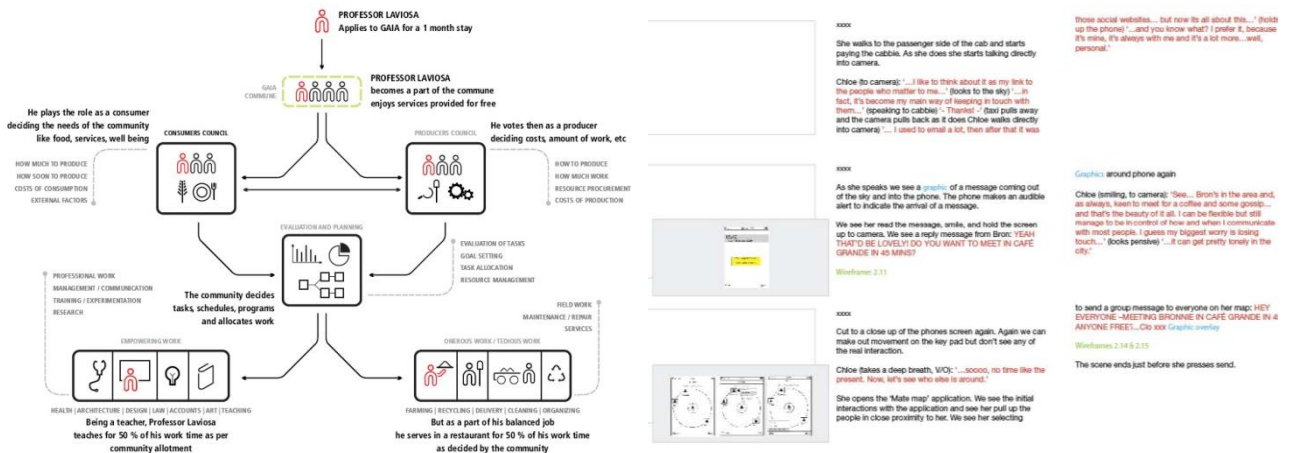 PROFESSOR LAVIOSA
Applies to GAIA for a 1 month stay
GAIA
COMMUNE
PROFESSOR LAVIOSA
becomes a part of the commune
enjoys services provided for free
He plays the role as a consumer
deciding the needs of the community
like food, services, well being
CONSUMERS COUNCIL
PRODUCERS COUNCIL
He votes then as a producer
deciding costs, amount of work, etc
HOW MUCH TO PRODUCE
HOW SOON TO PRODUCE
COSTS OF CONSUMPTION
EXTERNAL FACTORS
HOW TO PRODUCE
HOW MUCH WORK
RESOURCE PROCUREMENT
COSTS OF PRODUCTION
EVALUATION AND PLANNING
EVALUATION OF TASKS
GOAL SETTING
TASK ALLOCATION
RESOURCE MANAGEMENT
PROFESSIONAL WORK
MANAGEMENT / COMMUNICATION
TRAINING / EXPERIMENTATION
RESEARCH
The community decides
tasks, schedules, programs
and allocates work
FIELD WORK
MAINTENANCE / REPAIR
SERVICES
EMPOWERING WORK
ONEROUS WORK / TEDIOUS WORK
HEALTH | ARCHITECTURE | DESIGN | LAW | ACCOUNTS | ART | TEACHING
Being a teacher, Professor Laviosa
teaches for 50 % of his work time as per
community allotment
FARMING | RECYCLING | DELIVERY | CLEANING | ORGANIZING
But as a part of his balanced job
he serves in a restaurant for 50 % of his work time
as decided by the community
xxxx
She walks to the passenger side of the cab and starts
paying the cabbie. As she does she starts talking directly
into camera.
Chloe (to camera): '...I like to think about it as my link to
the people who matter to me...' (looks to the sky) '...in
fact, it's become my main way of keeping in touch with
them...' (speaking to cabbie) '- Thanks! -' (taxi pulls away
and the camera pulls back as it does Chloe walks directly
into camera) '... I used to email a lot, then after that it was
those social websites... but now its all about this...' (holds
up the phone) '...and you know what? I prefer it, because
it's mine, it's always with me and it's a lot more...well,
personal.'
xxxx
As she speaks we see a graphic of a message coming out
of the sky and into the phone. The phone makes an audible
alert to indicate the arrival of a message.
We see her read the message, smile, and hold the screen
up to camera. We see a reply message from Bron: YEAH
THAT'D BE LOVELY! DO YOU WANT TO MEET IN CAFÉ
GRANDE IN 45 MINS?
Wireframer 2.11
Graphics around phone again
Chloe (smiling, to camera): 'See... Bron's in the area and,
as always, keen to meet for a coffee and some gossip...
and that's the beauty of it all. I can be flexible but still
manage to be in control of how and when I communicate
with most people. I guess my biggest worry is losing
touch...' (looks pensive) '...it can get pretty lonely in the
city.'
xxxx
Cut to a close up of the phones screen again. Again we can
make out movement on the key pad but don't see any of
the real interaction.
Chloe (takes a deep breath, V/O): '...soooo, no time like the
present. Now, let's see who else is around.'
She opens the 'Mate map' application. We see the initial
interactions with the application and see her pull up the
people in close proximity to her. We see her selecting
to send a group message to everyone on her map: HEY
EVERYONE –MEETING BRONNIE IN CAFÉ GRANDE IN 4
ANYONE FREE!...Clo xxx Graphic overlay
Wireframes 2.14 & 2.15
The scene ends just before she presses send.